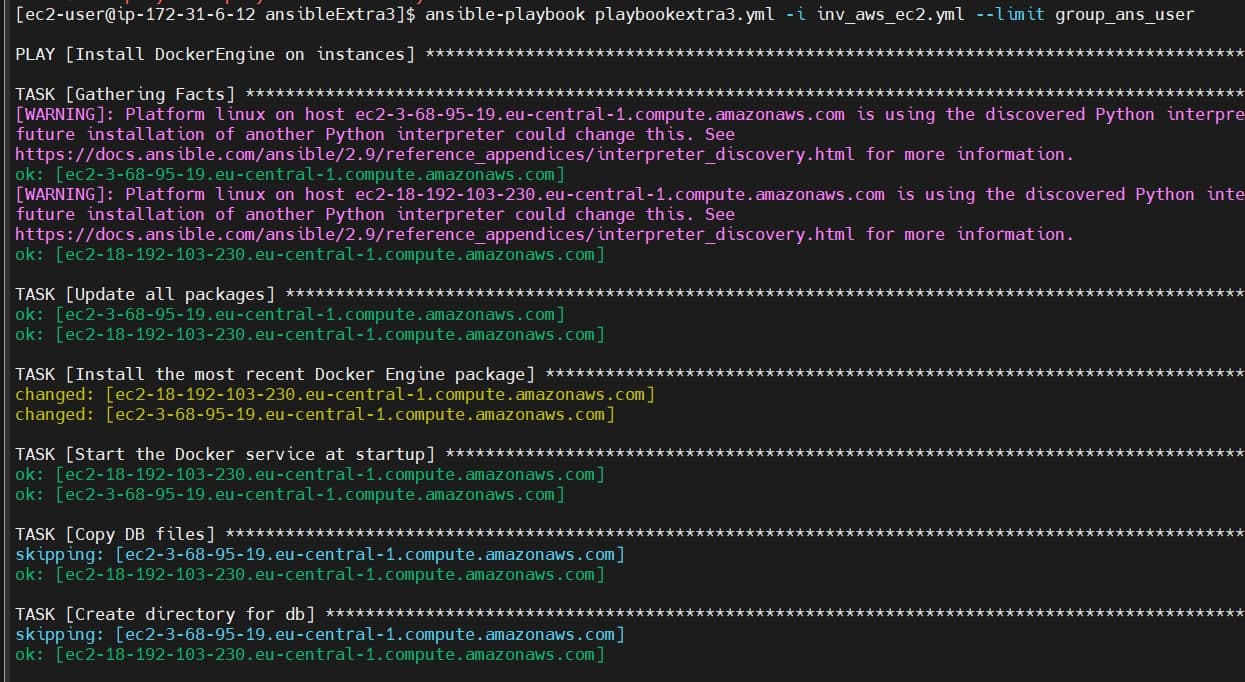 [ec2-user@ip-172-31-6-12 ansibleExtra3]$ ansible-playbook playbookextra3.yml -i inv_aws_ec2.yml --limit group_ans_user
PLAY [Install DockerEngine on instances] ***********************************************************************************
TASK [Gathering Facts] *****************************************************************************************************
[WARNING]: Platform linux on host ec2-3-68-95-19.eu-central-1.compute.amazonaws.com is using the discovered Python interpre
future installation of another Python interpreter could change this. See
https://docs.ansible.com/ansible/2.9/reference_appendices/interpreter_discovery.html for more information.
ok: [ec2-3-68-95-19.eu-central-1.compute.amazonaws.com]
[WARNING]: Platform linux on host ec2-18-192-103-230.eu-central-1.compute.amazonaws.com is using the discovered Python inte
future installation of another Python interpreter could change this. See
https://docs.ansible.com/ansible/2.9/reference_appendices/interpreter_discovery.html for more information.
ok: [ec2-18-192-103-230.eu-central-1.compute.amazonaws.com]
TASK [Update all packages] *************************************************************************************************
ok: [ec2-3-68-95-19.eu-central-1.compute.amazonaws.com]
ok: [ec2-18-192-103-230.eu-central-1.compute.amazonaws.com]
TASK [Install the most recent Docker Engine package] ***********************************************************************
changed: [ec2-18-192-103-230.eu-central-1.compute.amazonaws.com]
changed: [ec2-3-68-95-19.eu-central-1.compute.amazonaws.com]
TASK [Start the Docker service at startup] *********************************************************************************
ok: [ec2-18-192-103-230.eu-central-1.compute.amazonaws.com]
ok: [ec2-3-68-95-19.eu-central-1.compute.amazonaws.com]
TASK [Copy DB files] *******************************************************************************************************
skipping: [ec2-3-68-95-19.eu-central-1.compute.amazonaws.com]
ok: [ec2-18-192-103-230.eu-central-1.compute.amazonaws.com]
TASK [Create directory for db] *********************************************************************************************
skipping: [ec2-3-68-95-19.eu-central-1.compute.amazonaws.com]
ok: [ec2-18-192-103-230.eu-central-1.compute.amazonaws.com]